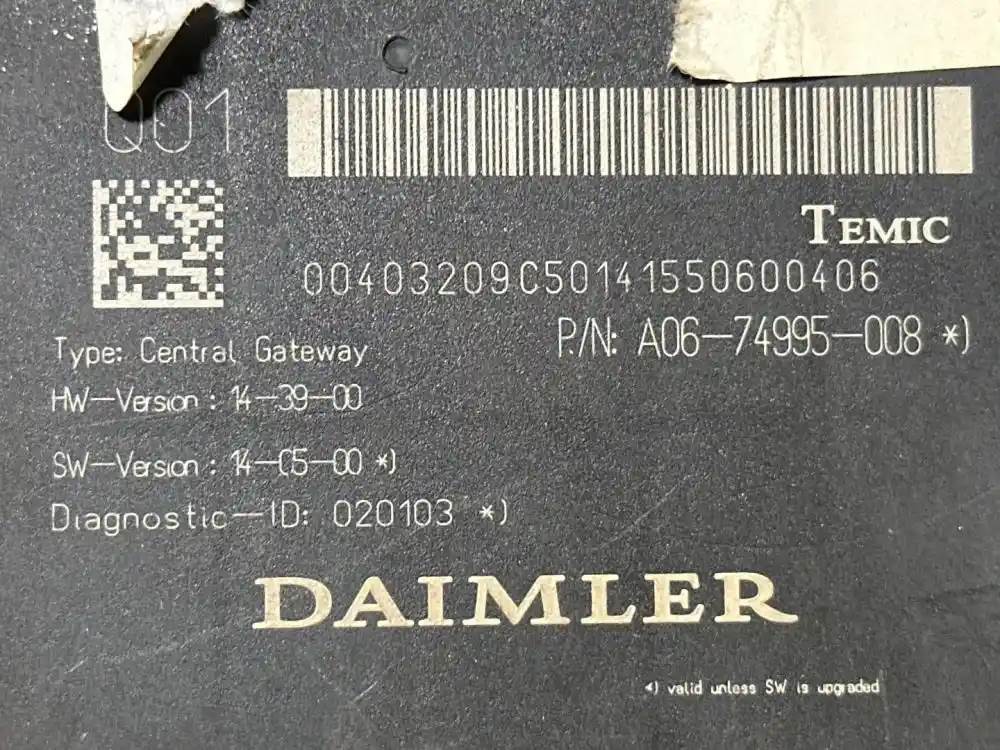 Q01
TEMIC
00403209C50141550600406
P/N: A06-74995-008 *)
Type: Central Gateway
HW-Version: 14-39-00
SW-Version: 14-C5-00 *)
Diagnostic-ID: 020103 *)
DAIMLER
*) valid unless SW is upgraded